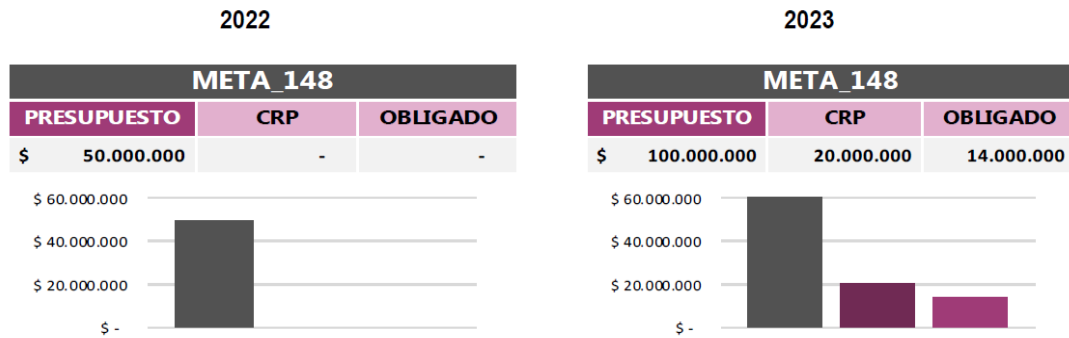 2022
2023
META_148
PRESUPUESTO CRP OBLIGADO
$ 50.000.000 - -
$ 60.000.000
$ 40.000.000
$ 20.000.000
$ -
META_148
PRESUPUESTO CRP OBLIGADO
$ 100.000.000 20.000.000 14.000.000
$ 60.000.000
$ 40.000.000
$ 20.000.000
$ -